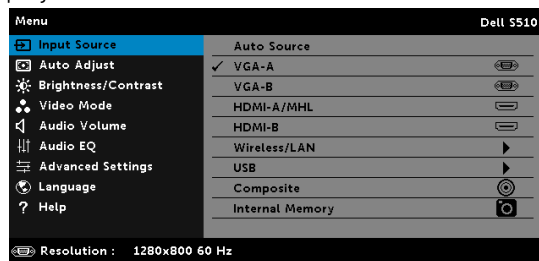 Menu Dell S510
Input Source
Auto Adjust
Brightness/Contrast
Video Mode
Audio Volume
Audio EQ
Advanced Settings
Language
Help
Auto Source
VGA-A
VGA-B
HDMI-A/MHL
HDMI-B
Wireless/LAN
USB
Composite
Internal Memory
Resolution : 1280x800 60 Hz